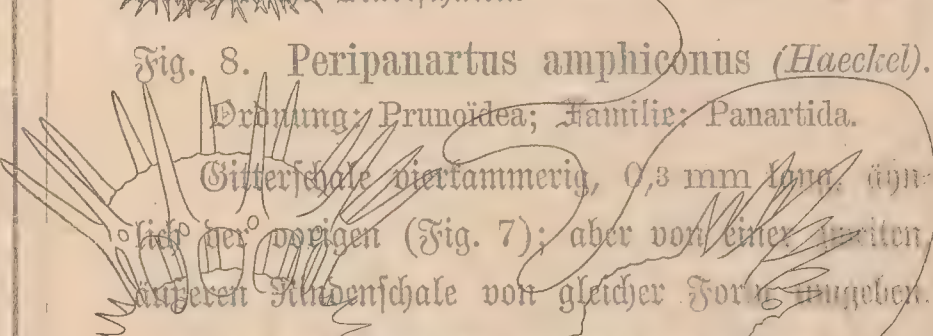 Fig. 8. Peripanartus amphiconus (Haeckel).
Ordnung: Prunoïdea; Familie: Panartida.
Gitterschale vierkammerig, 0,3 mm lang, ähn-
lich der vorigen (Fig. 7); aber von einer zweiten,
äußeren Rindenschale von gleicher Form umgeben.